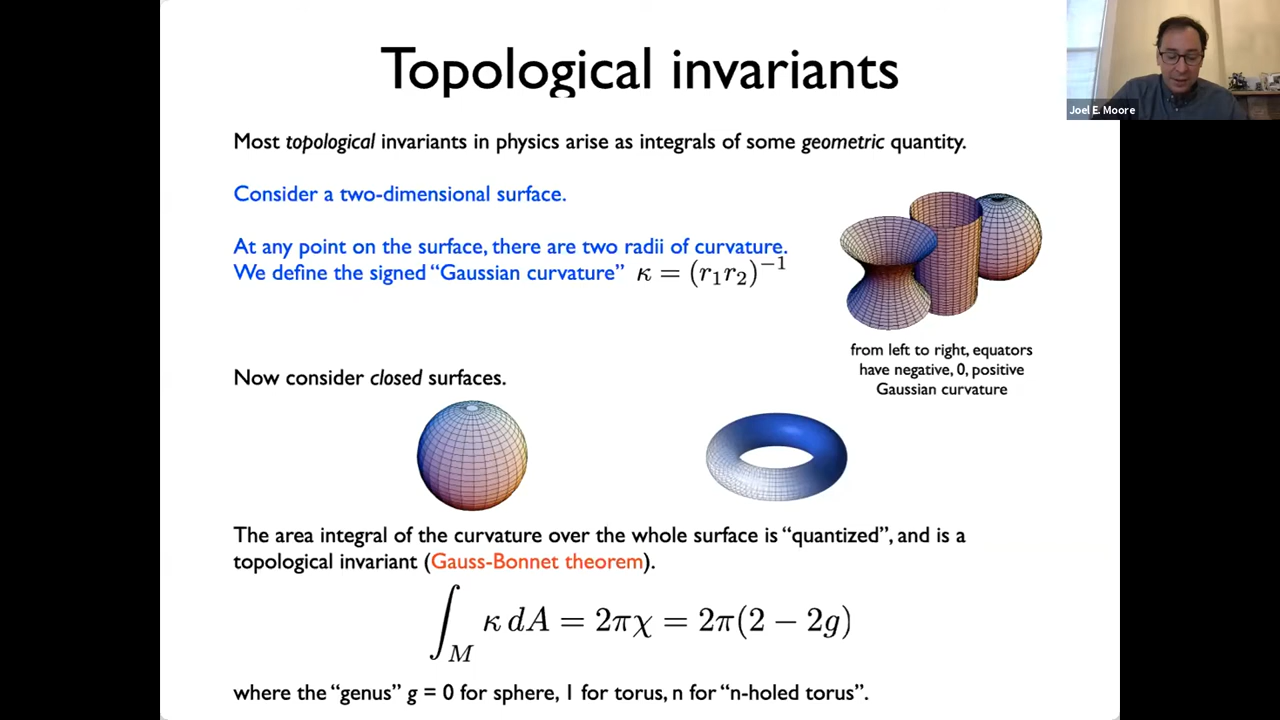 Topological invariants
Joel E. Moore
Most topological invariants in physics arise as integrals of some geometric quantity.
Consider a two-dimensional surface.
At any point on the surface, there are two radii of curvature.
We define the signed “Gaussian curvature” κ = (r₁r₂)⁻¹
from left to right, equators
have negative, 0, positive
Gaussian curvature
Now consider closed surfaces.
The area integral of the curvature over the whole surface is “quantized”, and is a
topological invariant (Gauss-Bonnet theorem).
∫_M κ dA = 2πχ = 2π(2 − 2g)
where the “genus” g = 0 for sphere, 1 for torus, n for “n-holed torus”.